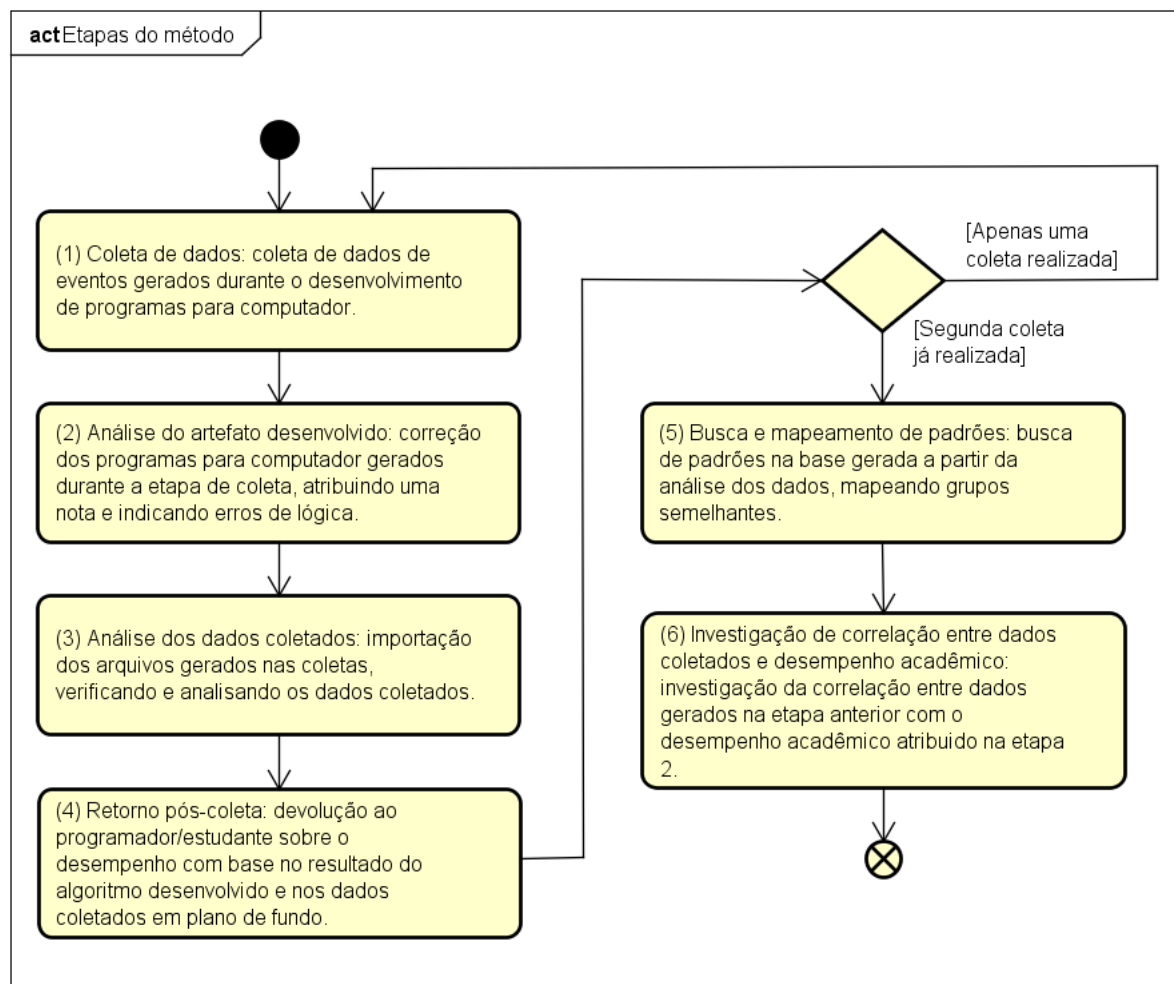 act Etapas do método
(1) Coleta de dados: coleta de dados de
eventos gerados durante o desenvolvimento
de programas para computador.
(2) Análise do artefato desenvolvido: correção
dos programas para computador gerados
durante a etapa de coleta, atribuindo uma
nota e indicando erros de lógica.
(3) Análise dos dados coletados: importação
dos arquivos gerados nas coletas,
verificando e analisando os dados coletados.
(4) Retorno pós-coleta: devolução ao
programador/estudante sobre o
desempenho com base no resultado do
algoritmo desenvolvido e nos dados
coletados em plano de fundo.
[Apenas uma
coleta realizada]
[Segunda coleta
já realizada]
(5) Busca e mapeamento de padrões: busca
de padrões na base gerada a partir da
análise dos dados, mapeando grupos
semelhantes.
(6) Investigação de correlação entre dados
coletados e desempenho acadêmico:
investigação da correlação entre dados
gerados na etapa anterior com o
desempenho acadêmico atribuido na etapa
2.